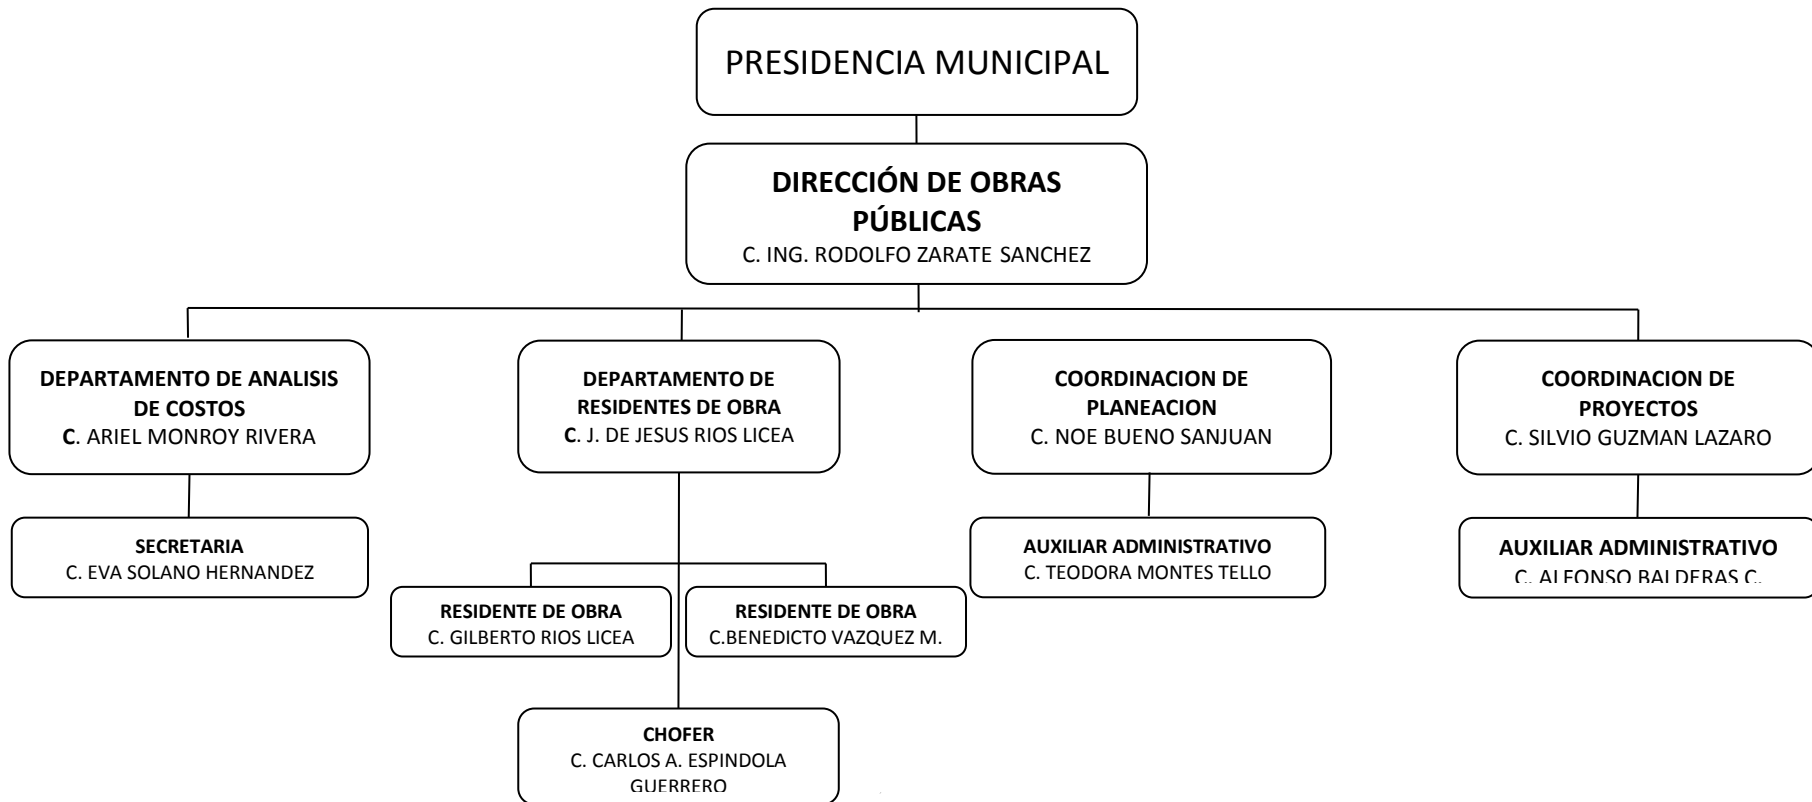 PRESIDENCIA MUNICIPAL
DIRECCIÓN DE OBRAS
PÚBLICAS
C. ING. RODOLFO ZARATE SANCHEZ
DEPARTAMENTO DE ANALISIS
DE COSTOS
C. ARIEL MONROY RIVERA
DEPARTAMENTO DE
RESIDENTES DE OBRA
C. J. DE JESUS RIOS LICEA
COORDINACION DE
PLANEACION
C. NOE BUENO SANJUAN
COORDINACION DE
PROYECTOS
C. SILVIO GUZMAN LAZARO
SECRETARIA
C. EVA SOLANO HERNANDEZ
AUXILIAR ADMINISTRATIVO
C. TEODORA MONTES TELLO
AUXILIAR ADMINISTRATIVO
C. ALFONSO BALDERAS C.
RESIDENTE DE OBRA
C. GILBERTO RIOS LICEA
RESIDENTE DE OBRA
C.BENEDICTO VAZQUEZ M.
CHOFER
C. CARLOS A. ESPINDOLA
GUERRERO